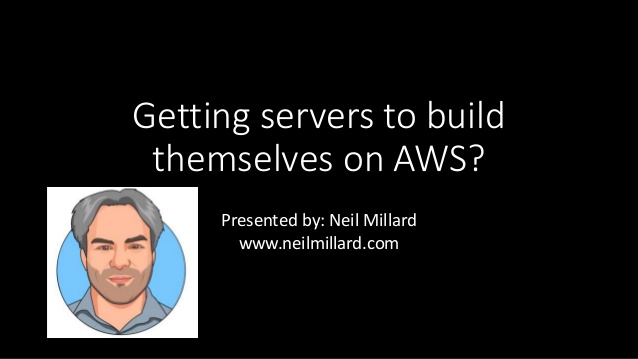 Getting servers to build
themselves on AWS?
Presented by: Neil Millard
www.neilmillard.com